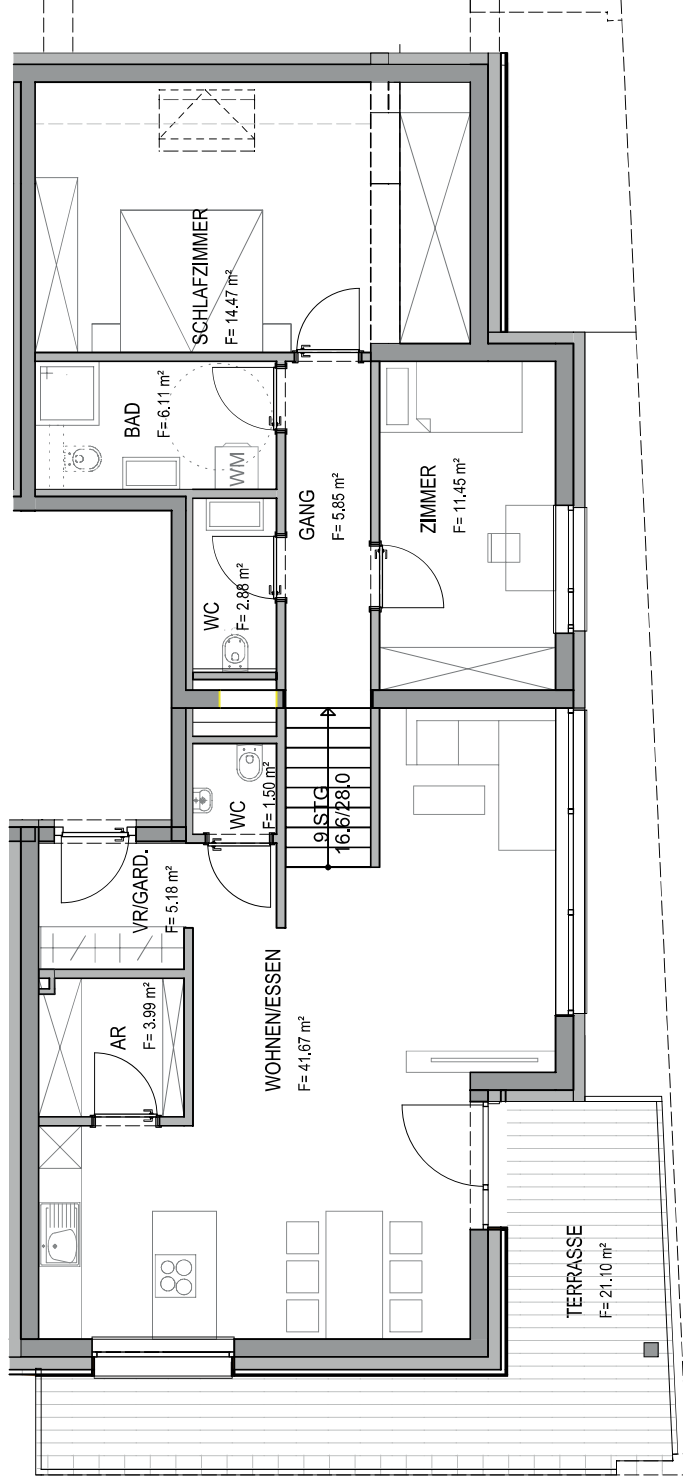 SCHLAFZIMMER
F= 14.47 m²
BAD
F= 6.11 m²
WM
GANG
F= 5.85 m²
ZIMMER
F= 11.45 m²
WC
F= 2.88 m²
WC
F= 1.50 m²
9 STG
16.6/28.0
VR/GARD.
F= 5.18 m²
AR
F= 3.99 m²
WOHNEN/ESSEN
F= 41.67 m²
TERRASSE
F= 21.10 m²